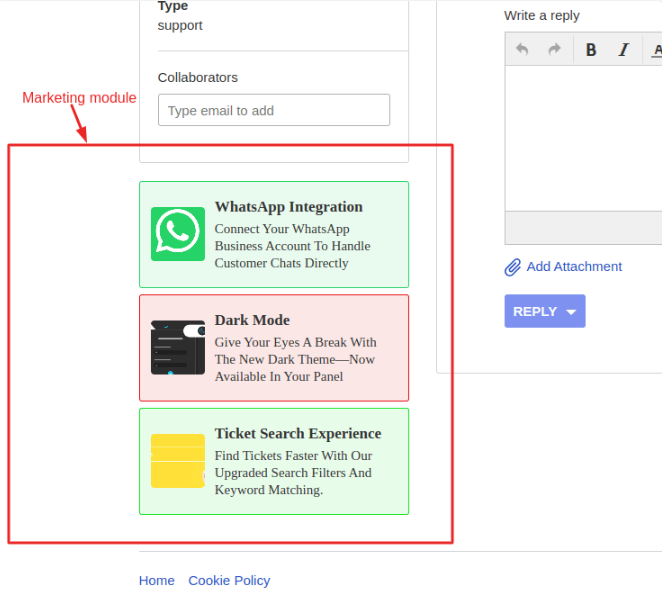 Type
support
Collaborators
Type email to add
Marketing module
WhatsApp Integration
Connect Your WhatsApp
Business Account To Handle
Customer Chats Directly
Dark Mode
Give Your Eyes A Break With
The New Dark Theme—Now
Available In Your Panel
Ticket Search Experience
Find Tickets Faster With Our
Upgraded Search Filters And
Keyword Matching.
Write a reply
B I A
Add Attachment
REPLY
Home Cookie Policy